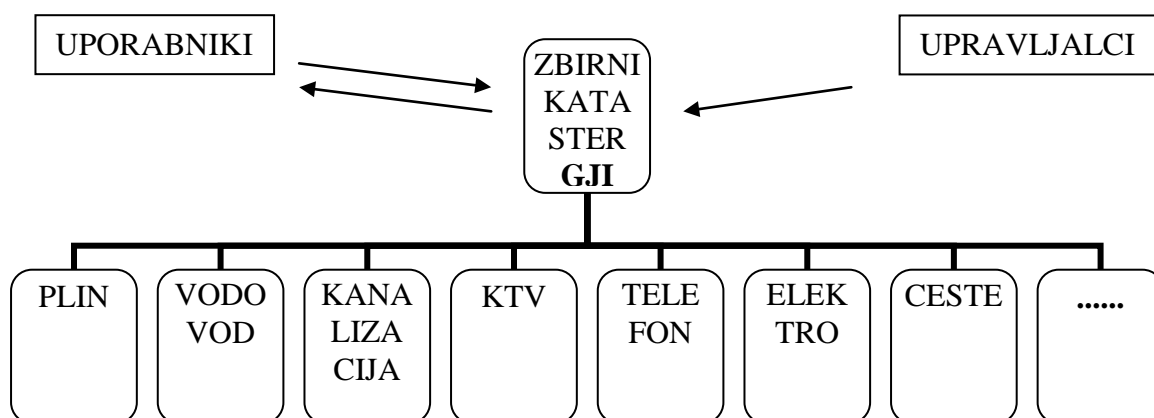 UPORABNIKI
UPRAVLJALCI
ZBIRNI
KATA
STER
GJI
PLIN
VODO
VOD
KANA
LIZA
CIJA
KTV
TELE
FON
ELEK
TRO
CESTE
......